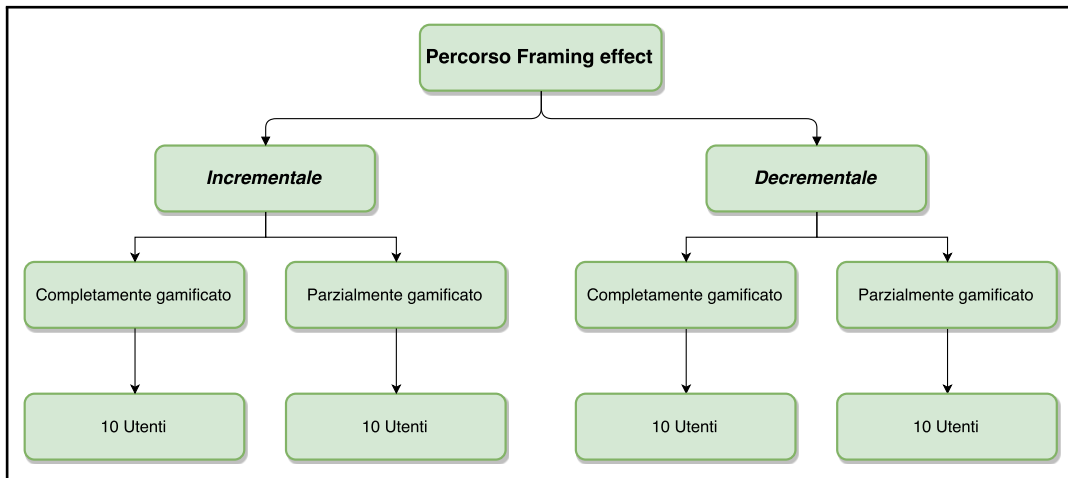 Percorso Framing effect
Incrementale
Decrementale
Completamente gamificato
Parzialmente gamificato
Completamente gamificato
Parzialmente gamificato
10 Utenti
10 Utenti
10 Utenti
10 Utenti